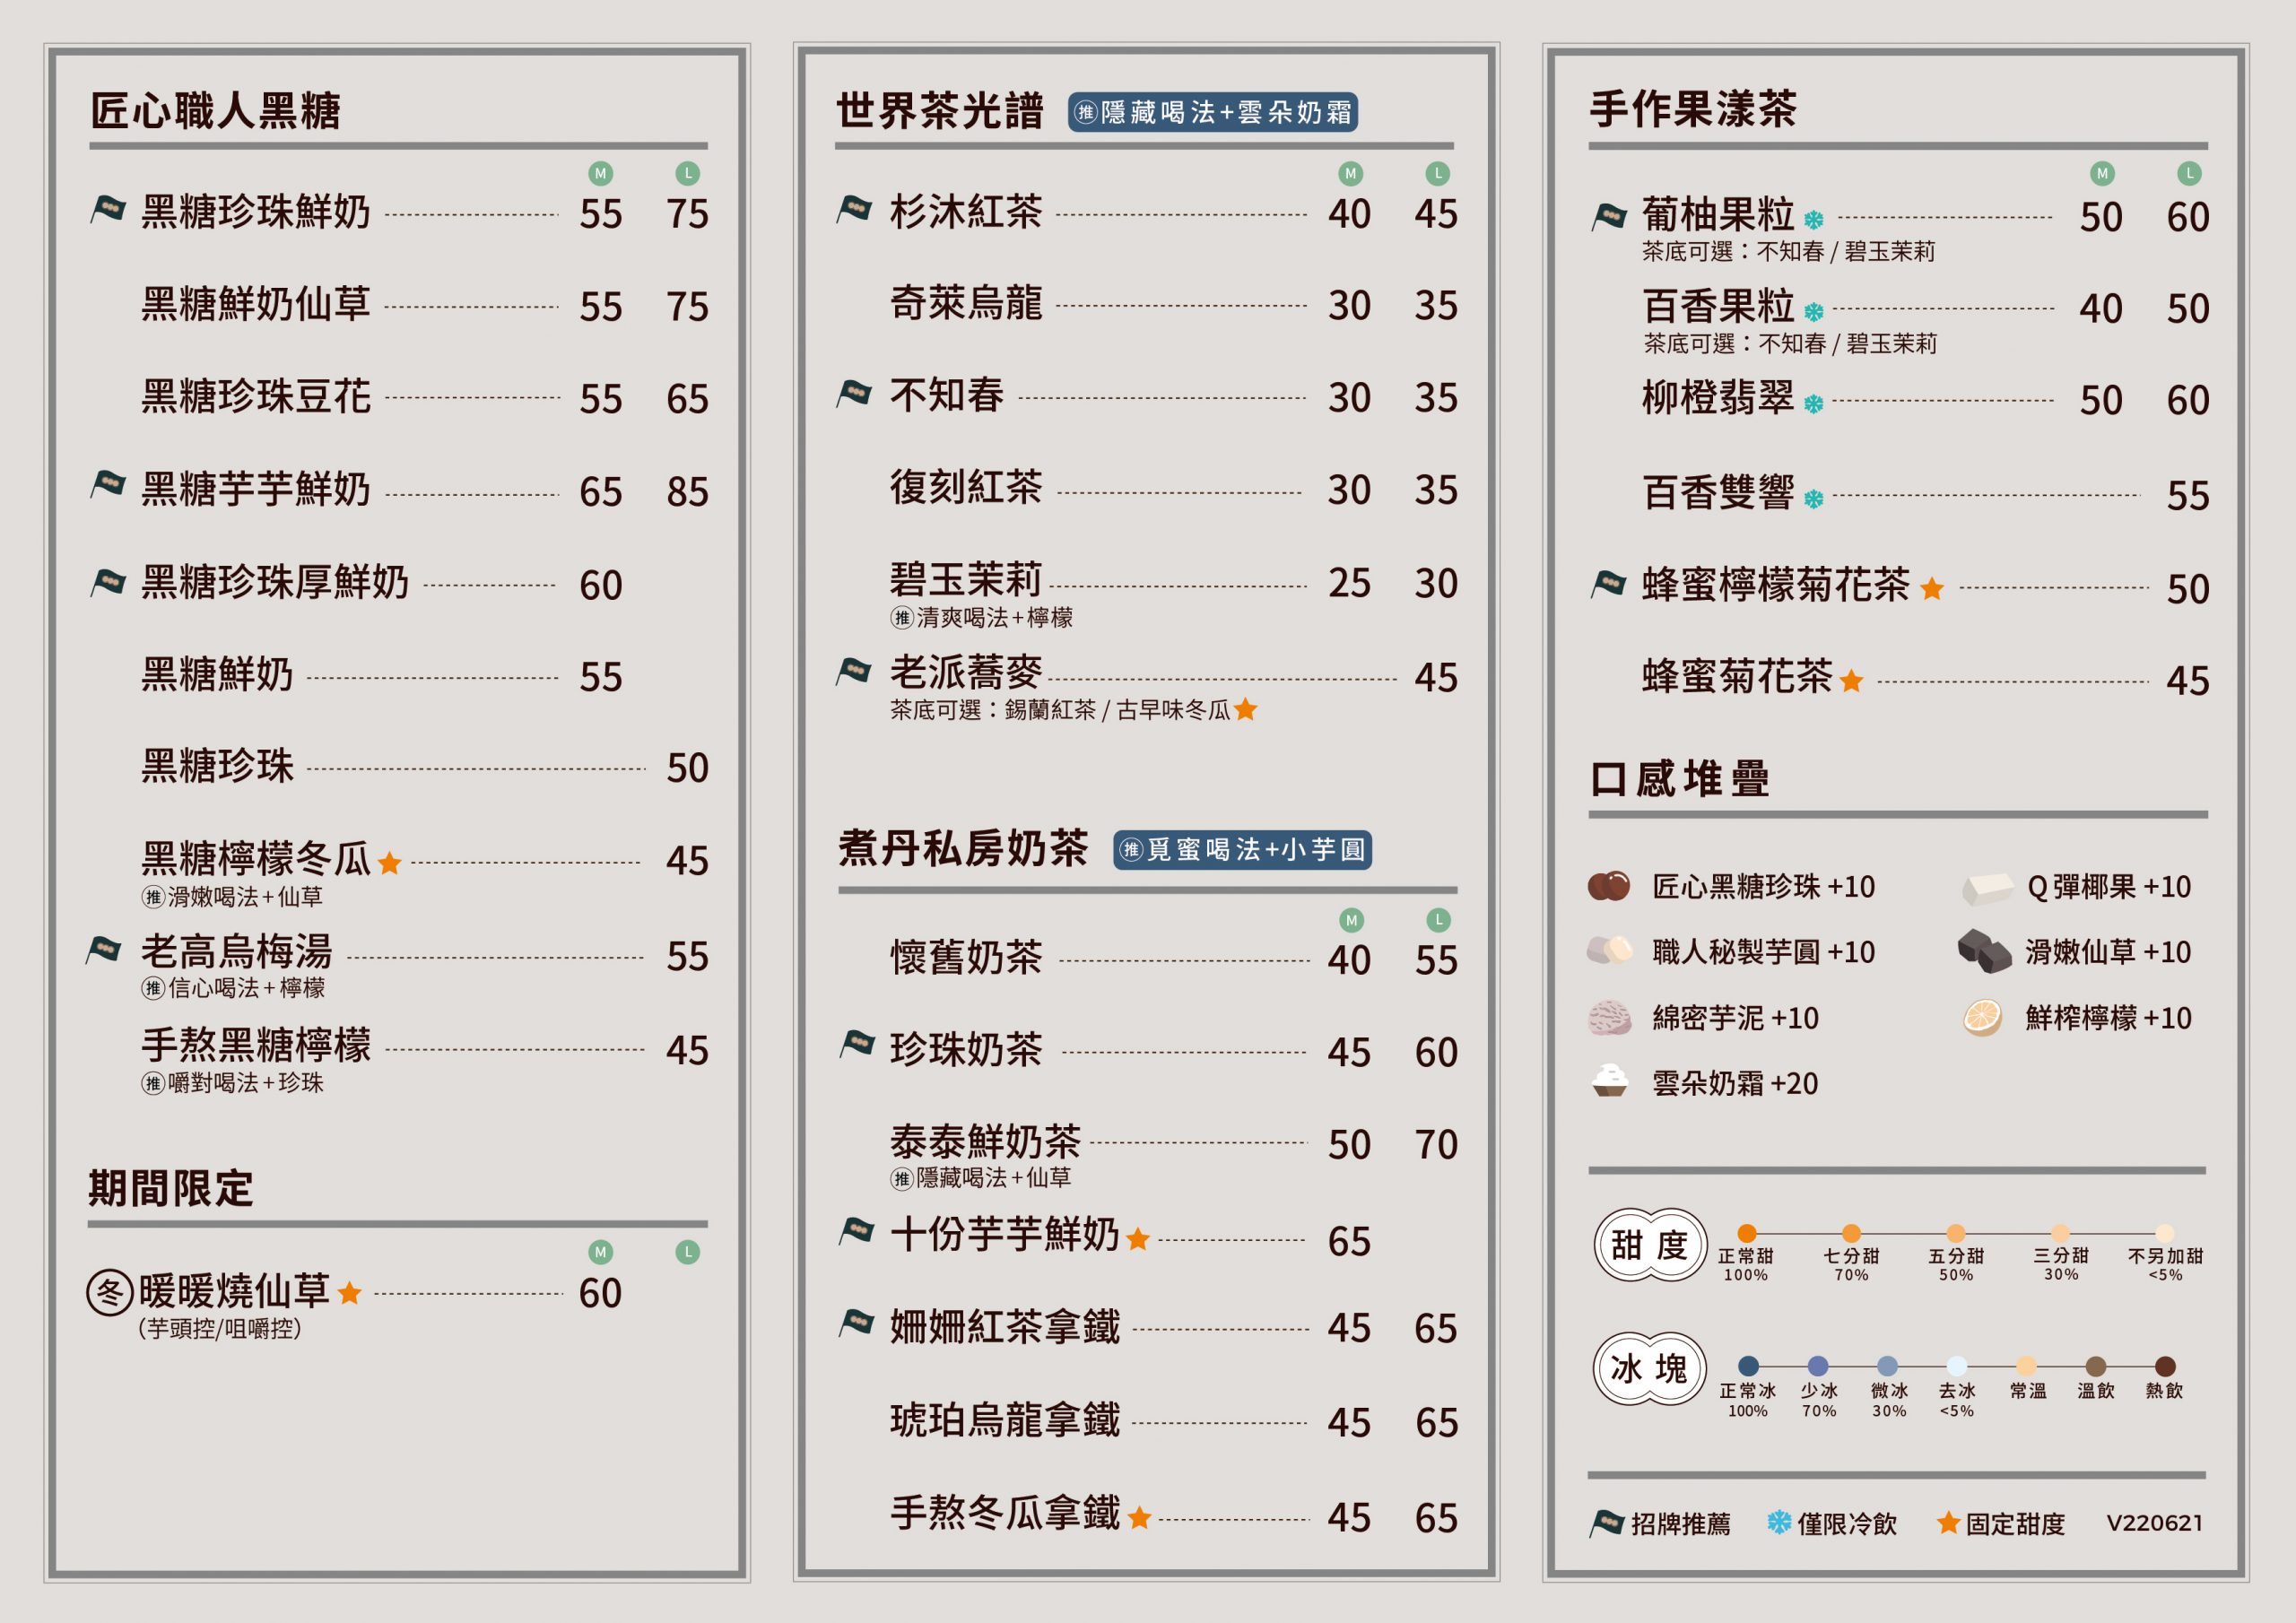 匠心職人黑糖
M L
黑糖珍珠鮮奶 55 75
黑糖鮮奶仙草 55 75
黑糖珍珠豆花 55 65
黑糖芋芋鮮奶 65 85
黑糖珍珠厚鮮奶 60
黑糖鮮奶 55
黑糖珍珠 50
黑糖檸檬冬瓜 45
推滑嫩喝法+仙草
老高烏梅湯 55
推信心喝法+檸檬
手熬黑糖檸檬 45
推嚼對喝法+珍珠
期間限定
M L
冬暖暖燒仙草 60
(芋頭控/咀嚼控)
世界茶光譜 推隱藏喝法+雲朵奶霜
M L
杉沐紅茶 40 45
奇萊烏龍 30 35
不知春 30 35
復刻紅茶 30 35
碧玉茉莉 25 30
推清爽喝法+檸檬
老派蕎麥 45
茶底可選：錫蘭紅茶 / 古早味冬瓜
煮丹私房奶茶 推覓蜜喝法+小芋圓
M L
懷舊奶茶 40 55
珍珠奶茶 45 60
泰泰鮮奶茶 50 70
推隱藏喝法+仙草
十份芋芋鮮奶 65
姍姍紅茶拿鐵 45 65
琥珀烏龍拿鐵 45 65
手熬冬瓜拿鐵 45 65
手作果漾茶
M L
葡柚果粒 50 60
茶底可選：不知春 / 碧玉茉莉
百香果粒 40 50
茶底可選：不知春 / 碧玉茉莉
柳橙翡翠 50 60
百香雙響 55
蜂蜜檸檬菊花茶 50
蜂蜜菊花茶 45
口感堆疊
匠心黑糖珍珠 +10 Q彈椰果 +10
職人秘製芋圓 +10 滑嫩仙草 +10
綿密芋泥 +10 鮮榨檸檬 +10
雲朵奶霜 +20
甜度
正常甜 七分甜 五分甜 三分甜 不另加甜
100% 70% 50% 30% <5%
冰塊
正常冰 少冰 微冰 去冰 常溫 溫飲 熱飲
100% 70% 30% <5%
招牌推薦 僅限冷飲 固定甜度 V220621